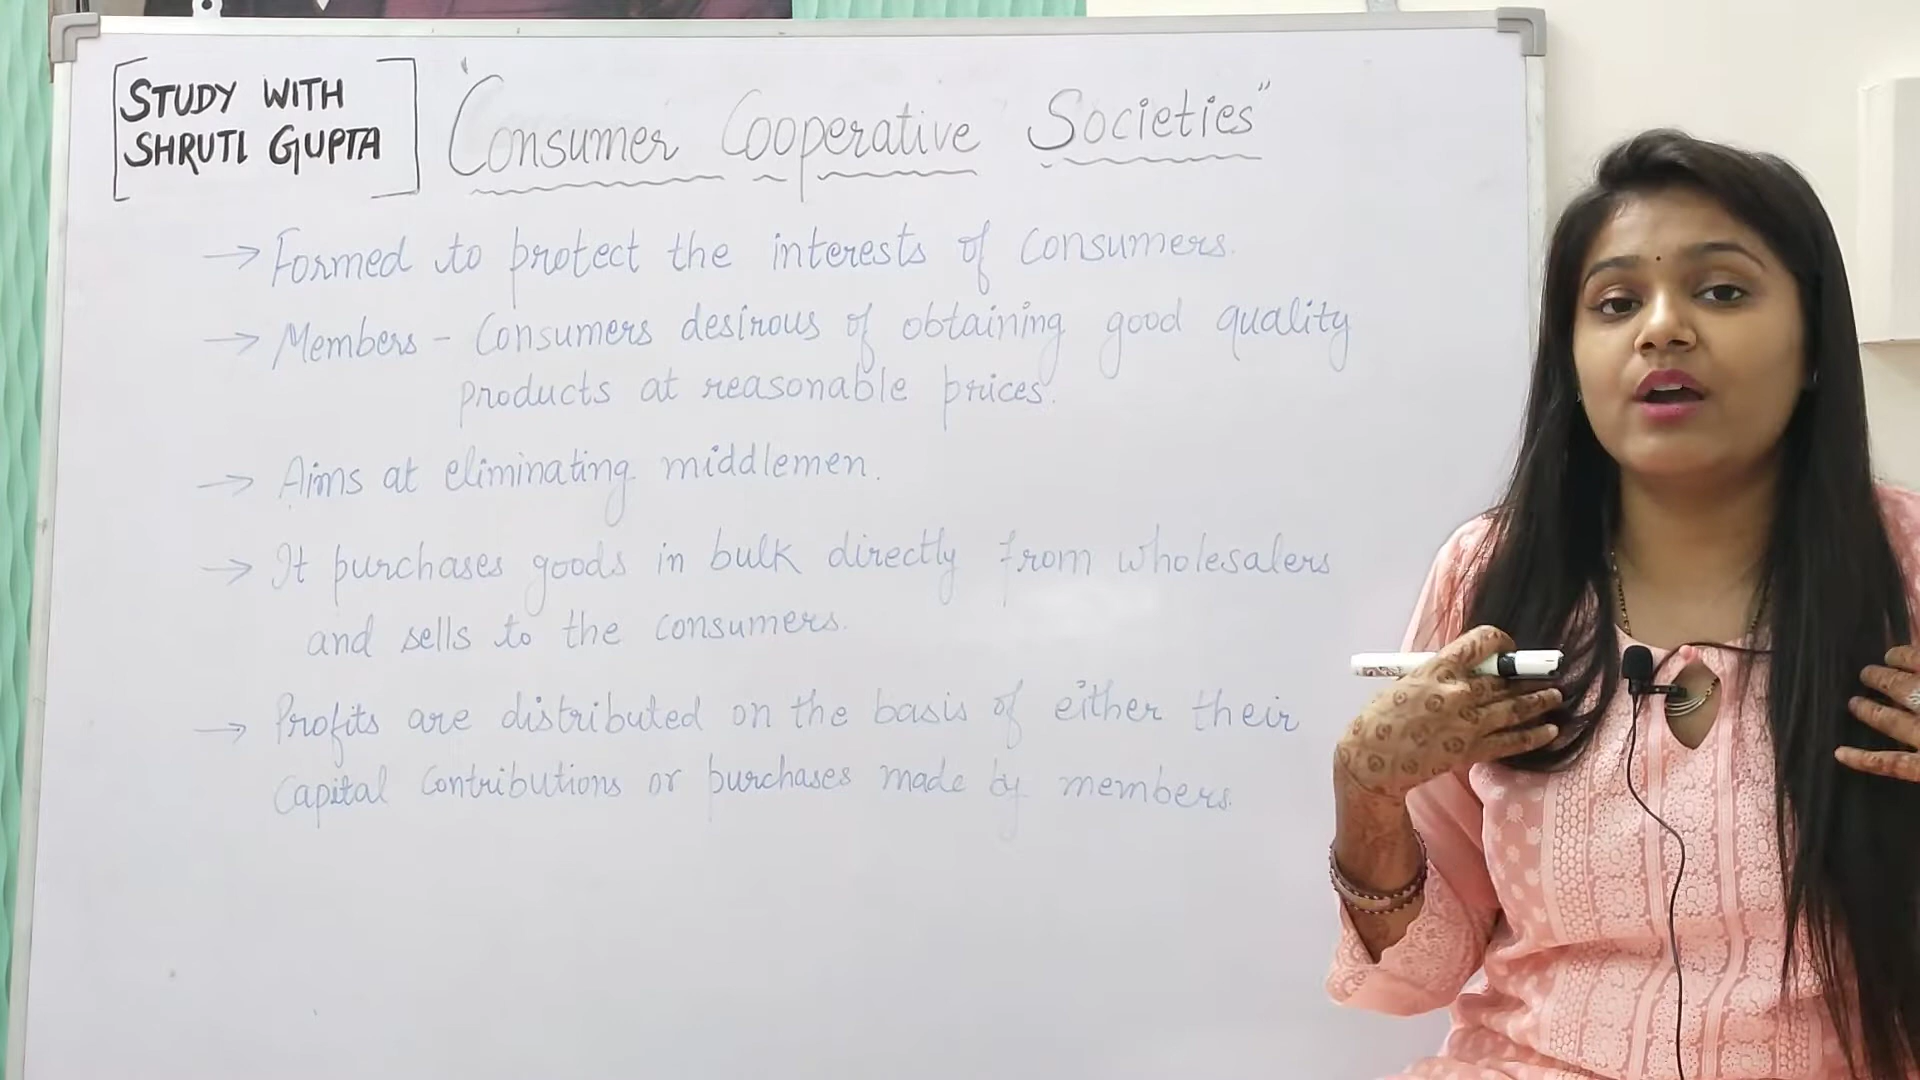 STUDY WITH
SHRUTI GUPTA
"Consumer Cooperative Societies"
→ Formed to protect the interests of consumers.
→ Members - Consumers desirous of obtaining good quality
products at reasonable prices.
→ Aims at eliminating middlemen.
→ It purchases goods in bulk directly from wholesalers
and sells to the consumers.
→ Profits are distributed on the basis of either their
Capital Contributions or purchases made by members.